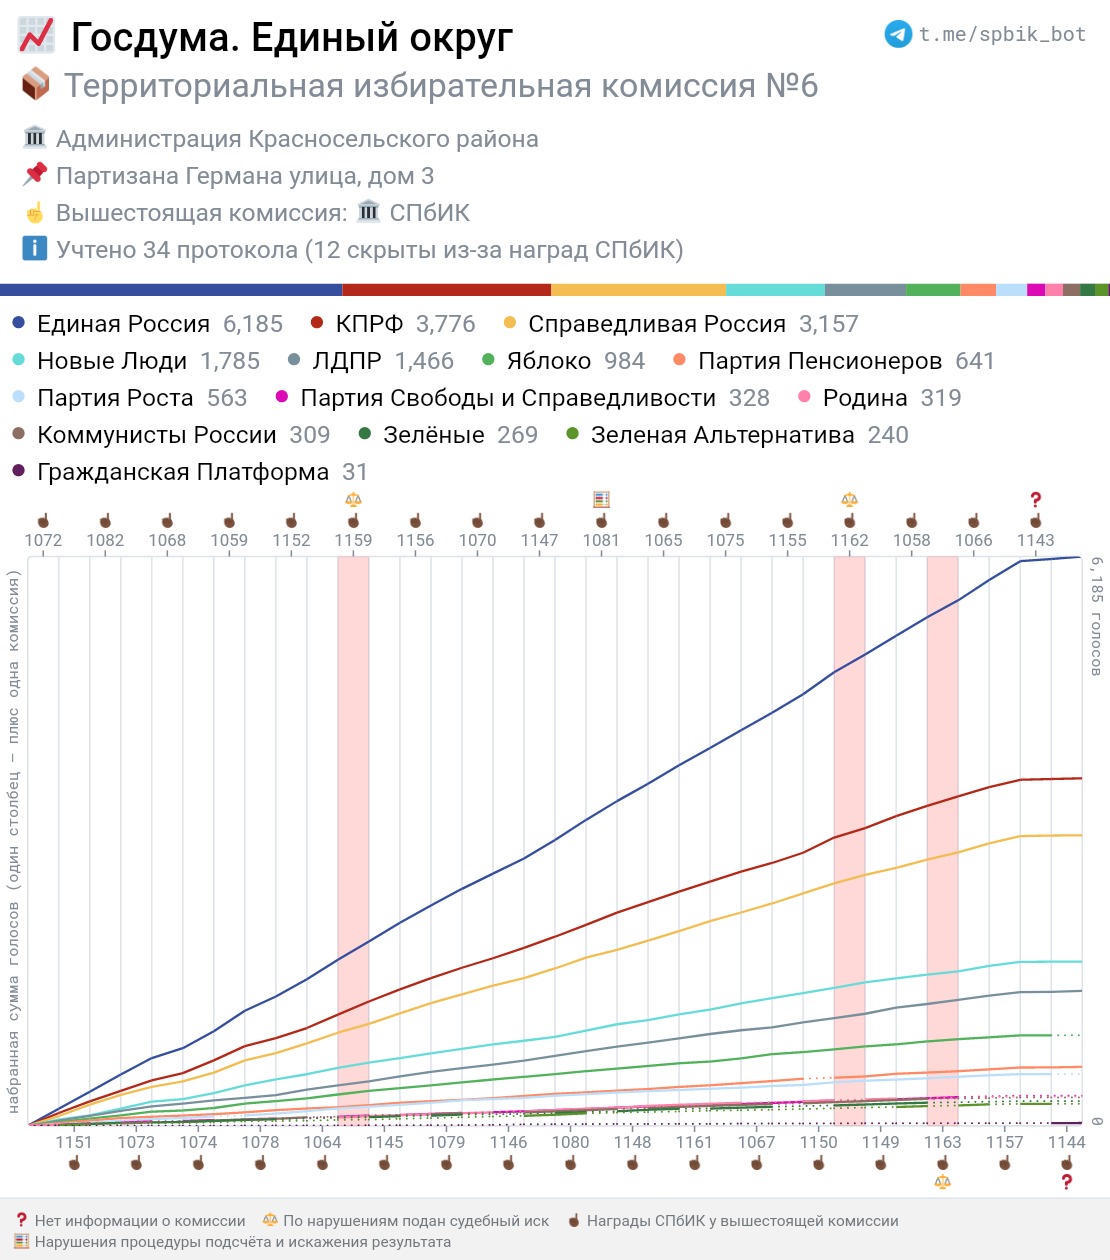 Госдума. Единый округ
t.me/spbik_bot
Территориальная избирательная комиссия №6
Администрация Красносельского района
Партизана Германа улица, дом 3
Вышестоящая комиссия: СПбИК
Учтено 34 протокола (12 скрыты из-за наград СПбИК)
Единая Россия 6,185 КПРФ 3,776 Справедливая Россия 3,157
Новые Люди 1,785 ЛДПР 1,466 Яблоко 984 Партия Пенсионеров 641
Партия Роста 563 Партия Свободы и Справедливости 328 Родина 319
Коммунисты России 309 Зелёные 269 Зеленая Альтернатива 240
Гражданская Платформа 31
1072 1082 1068 1059 1152 1159 1156 1070 1147 1081 1065 1075 1155 1162 1058 1066 1143
набранная сумма голосов (один столбец – плюс одна комиссия)
6,185 голосов
0
1151 1073 1074 1078 1064 1145 1079 1146 1080 1148 1161 1067 1150 1149 1163 1157 1144
Нет информации о комиссии По нарушениям подан судебный иск Награды СПбИК у вышестоящей комиссии
Нарушения процедуры подсчёта и искажения результата